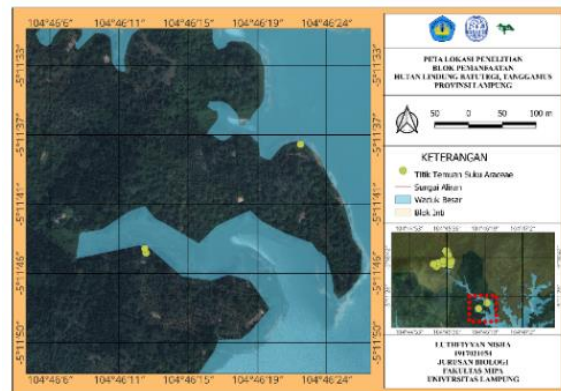 104°46'6" 104°46'11" 104°46'15" 104°46'19" 104°46'24"
-5°11'33"
-5°11'37"
-5°11'41"
-5°11'46"
-5°11'50"
104°46'6" 104°46'11" 104°46'15" 104°46'19" 104°46'24"
PETA LOKASI PENELITIAN
BLOK PEMANFAATAN
HUTAN LINDUNG BATUTEGI, TANGGAMUS
PROVINSI LAMPUNG
50 0 50 100 m
KETERANGAN
Titik Temuan Suku Araceae
Sungai Aliran
Waduk Besar
Blok Inti
LUTHFIYYAN NISHA
JURUSAN BIOLOGI
FAKULTAS MIPA
UNIVERSITAS LAMPUNG